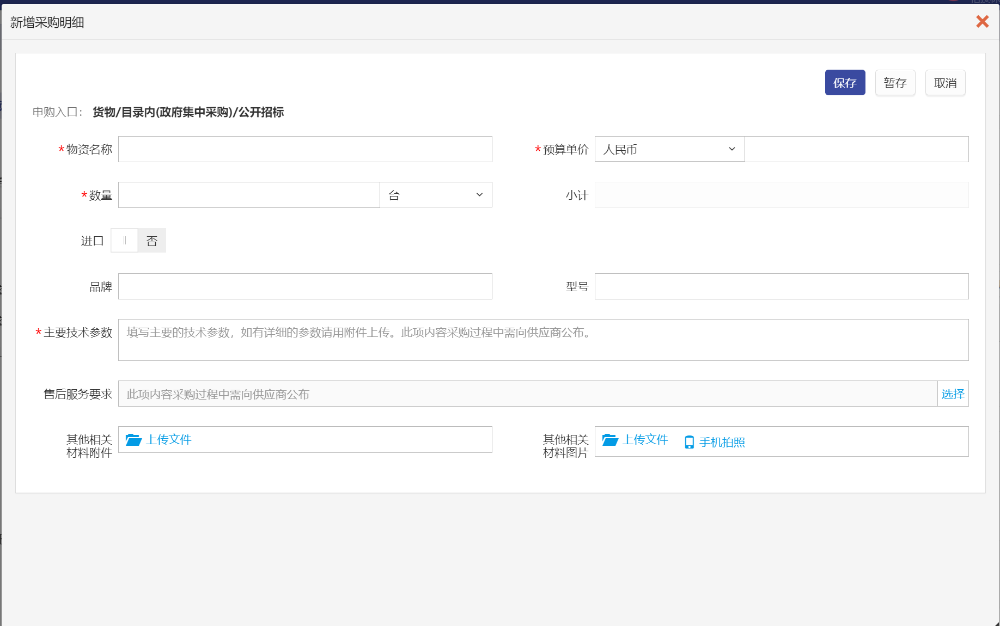 新增采购明细
保存 暂存 取消
申购入口： 货物/目录内(政府集中采购)/公开招标
*物资名称
*预算单价 人民币
*数量 台
小计
进口 否
品牌
型号
*主要技术参数 填写主要的技术参数，如有详细的参数请用附件上传。此项内容采购过程中需向供应商公布。
售后服务要求 此项内容采购过程中需向供应商公布 选择
其他相关
材料附件
上传文件
其他相关
材料图片
上传文件 手机拍照